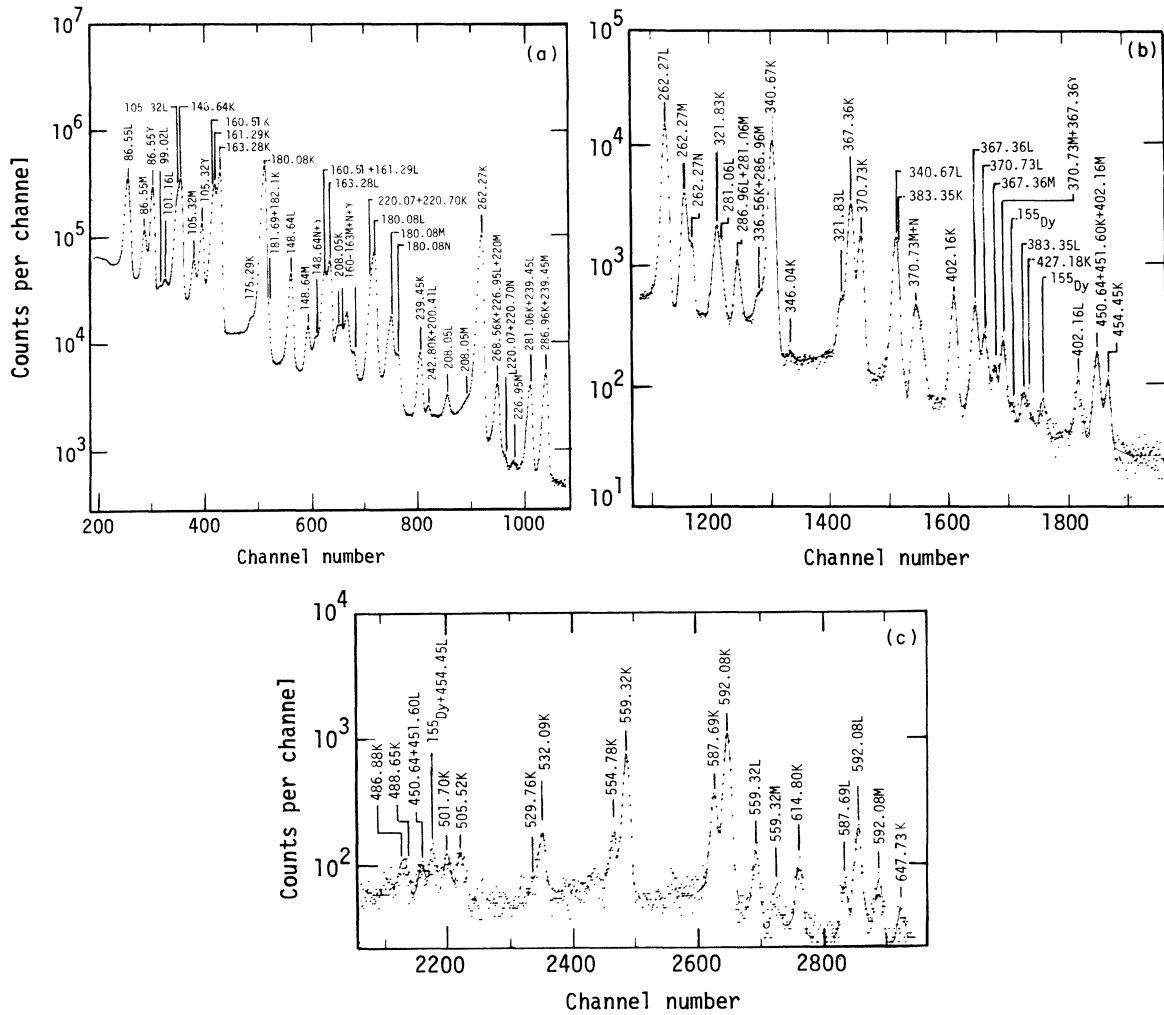 10^7
10^6
10^5
10^4
10^3
Counts per channel
(a)
86.55L
86.55M
86.55Y
99.02L
101.16L
105.32L
148.64K
105.32M
105.32Y
160.51K
161.29K
163.28K
175.29K
180.08K
181.69+182.1K
148.64L
148.64M
148.64N+Y
160.51+161.29L
163.28L
208.05K
160-163M+N+Y
220.07+220.70K
180.08L
180.08M
180.08N
239.45K
242.80K+200.41L
208.05L
208.05M
262.27K
268.56K+226.95L+220M
220.07+220.70N
226.95M
281.06K+239.45L
286.96K+239.45M
200 400 600 800 1000
Channel number
10^5
10^4
10^3
10^2
10^1
(b)
262.27L
262.27M
262.27N
321.83K
281.06L
286.96L+281.06M
336.56K+286.96M
340.67K
346.04K
321.83L
367.36K
370.73K
340.67L
383.35K
370.73M+N
402.16K
367.36L
370.73L
367.36M
370.73M+367.36Y
155Dy
383.35L
427.18K
155Dy
402.16L
450.64+451.60K+402.16M
454.45K
1200 1400 1600 1800
Channel number
10^4
10^3
10^2
Counts per channel
(c)
486.88K
488.65K
450.64+451.60L
155Dy+454.45L
501.70K
505.52K
529.76K
532.09K
554.78K
559.32K
587.69K
592.08K
559.32L
559.32M
614.80K
587.69L
592.08L
592.08M
647.73K
2200 2400 2600 2800
Channel number